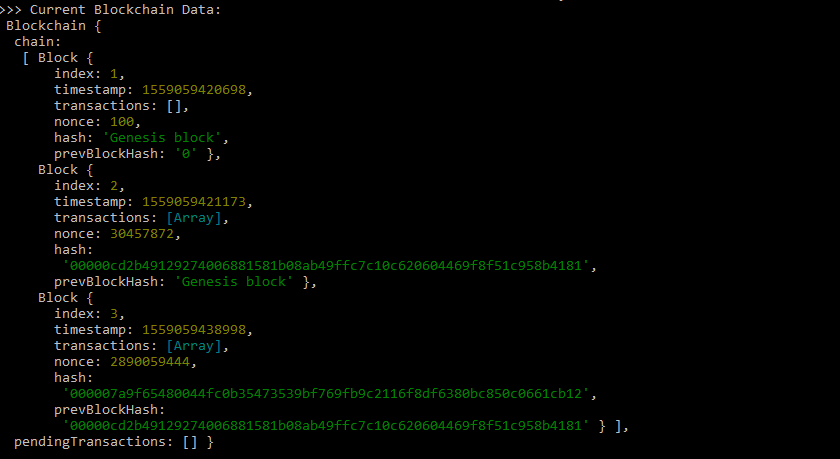 >>> Current Blockchain Data:
Blockchain {
chain:
[ Block {
index: 1,
timestamp: 1559059420698,
transactions: [],
nonce: 100,
hash: 'Genesis block',
prevBlockHash: '0' },
Block {
index: 2,
timestamp: 1559059421173,
transactions: [Array],
nonce: 30457872,
hash:
'00000cd2b49129274006881581b08ab49ffc7c10c620604469f8f51c958b4181',
prevBlockHash: 'Genesis block' },
Block {
index: 3,
timestamp: 1559059438998,
transactions: [Array],
nonce: 2890059444,
hash:
'000007a9f65480044fc0b35473539bf769fb9c2116f8df6380bc850c0661cb12',
prevBlockHash:
'00000cd2b49129274006881581b08ab49ffc7c10c620604469f8f51c958b4181' } ],
pendingTransactions: [] }